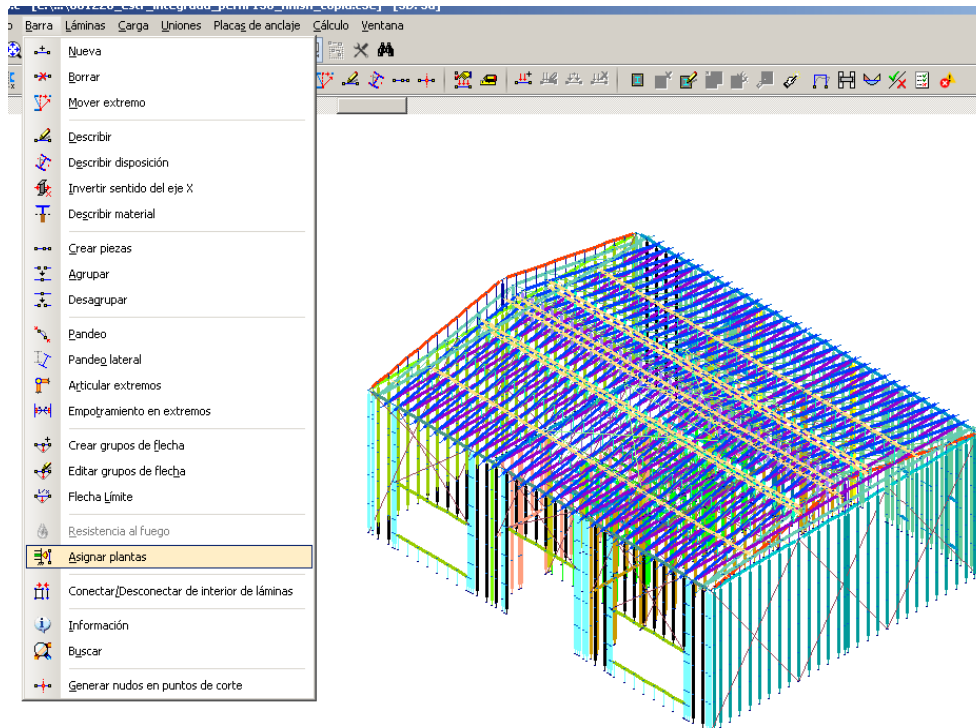 Barra Láminas Carga Uniones Placas de anclaje Cálculo Ventana
Nueva
Borrar
Mover extremo
Describir
Describir disposición
Invertir sentido del eje X
Describir material
Crear piezas
Agrupar
Desagrupar
Pandeo
Pandeo lateral
Articular extremos
Empotramiento en extremos
Crear grupos de flecha
Editar grupos de flecha
Flecha Límite
Resistencia al fuego
Asignar plantas
Conectar/Desconectar de interior de láminas
Información
Buscar
Generar nudos en puntos de corte